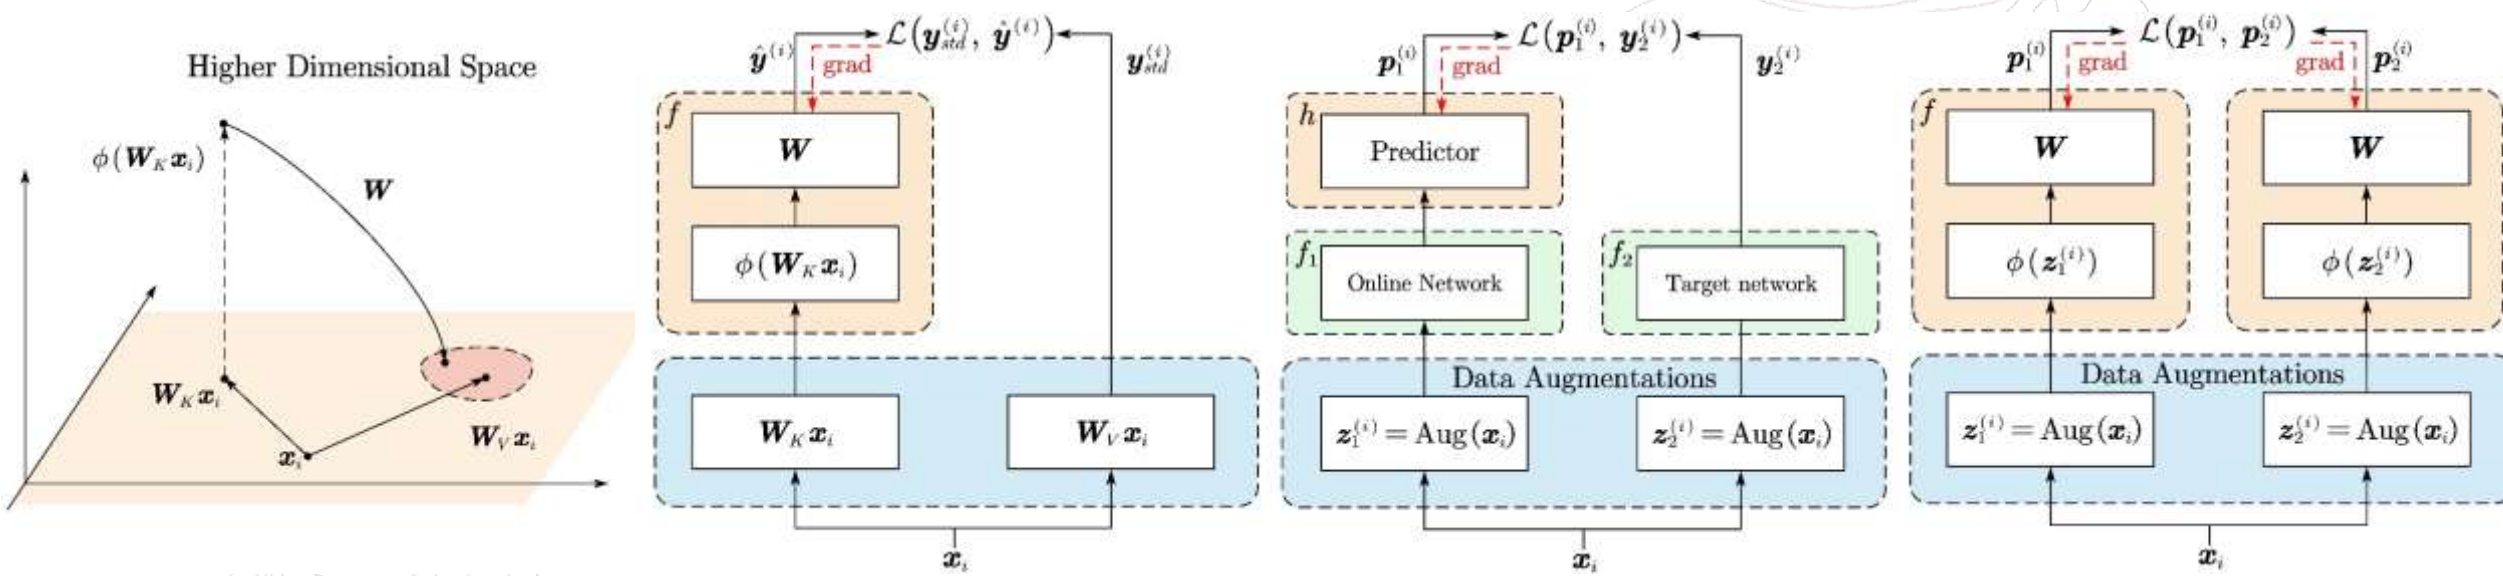 Higher Dimensional Space
ϕ(W_K x_i)
W
W_K x_i
x_i
W_V x_i
ŷ^(i)
L(y_std^(i), ŷ^(i))
grad
y_std^(i)
f
W
ϕ(W_K x_i)
W_K x_i
W_V x_i
x_i
p_1^(i)
L(p_1^(i), y_2^(i))
grad
y_2^(i)
h
Predictor
f_1
Online Network
f_2
Target network
Data Augmentations
z_1^(i) = Aug(x_i)
z_2^(i) = Aug(x_i)
x_i
p_1^(i)
L(p_1^(i), p_2^(i))
grad
grad
p_2^(i)
f
W
W
ϕ(z_1^(i))
ϕ(z_2^(i))
Data Augmentations
z_1^(i) = Aug(x_i)
z_2^(i) = Aug(x_i)
x_i